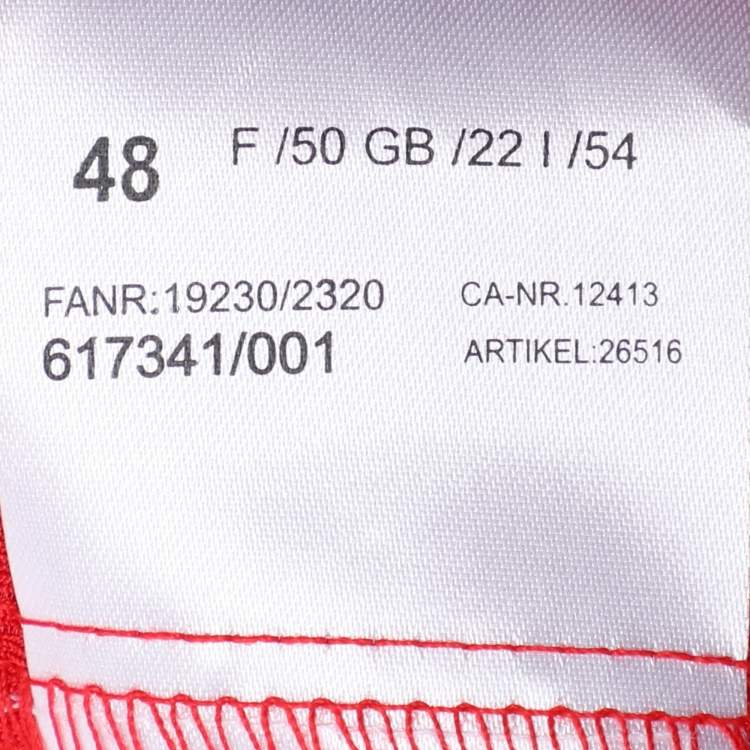 48 F /50 GB /22 I /54
FANR:19230/2320 CA-NR.12413
617341/001 ARTIKEL:26516